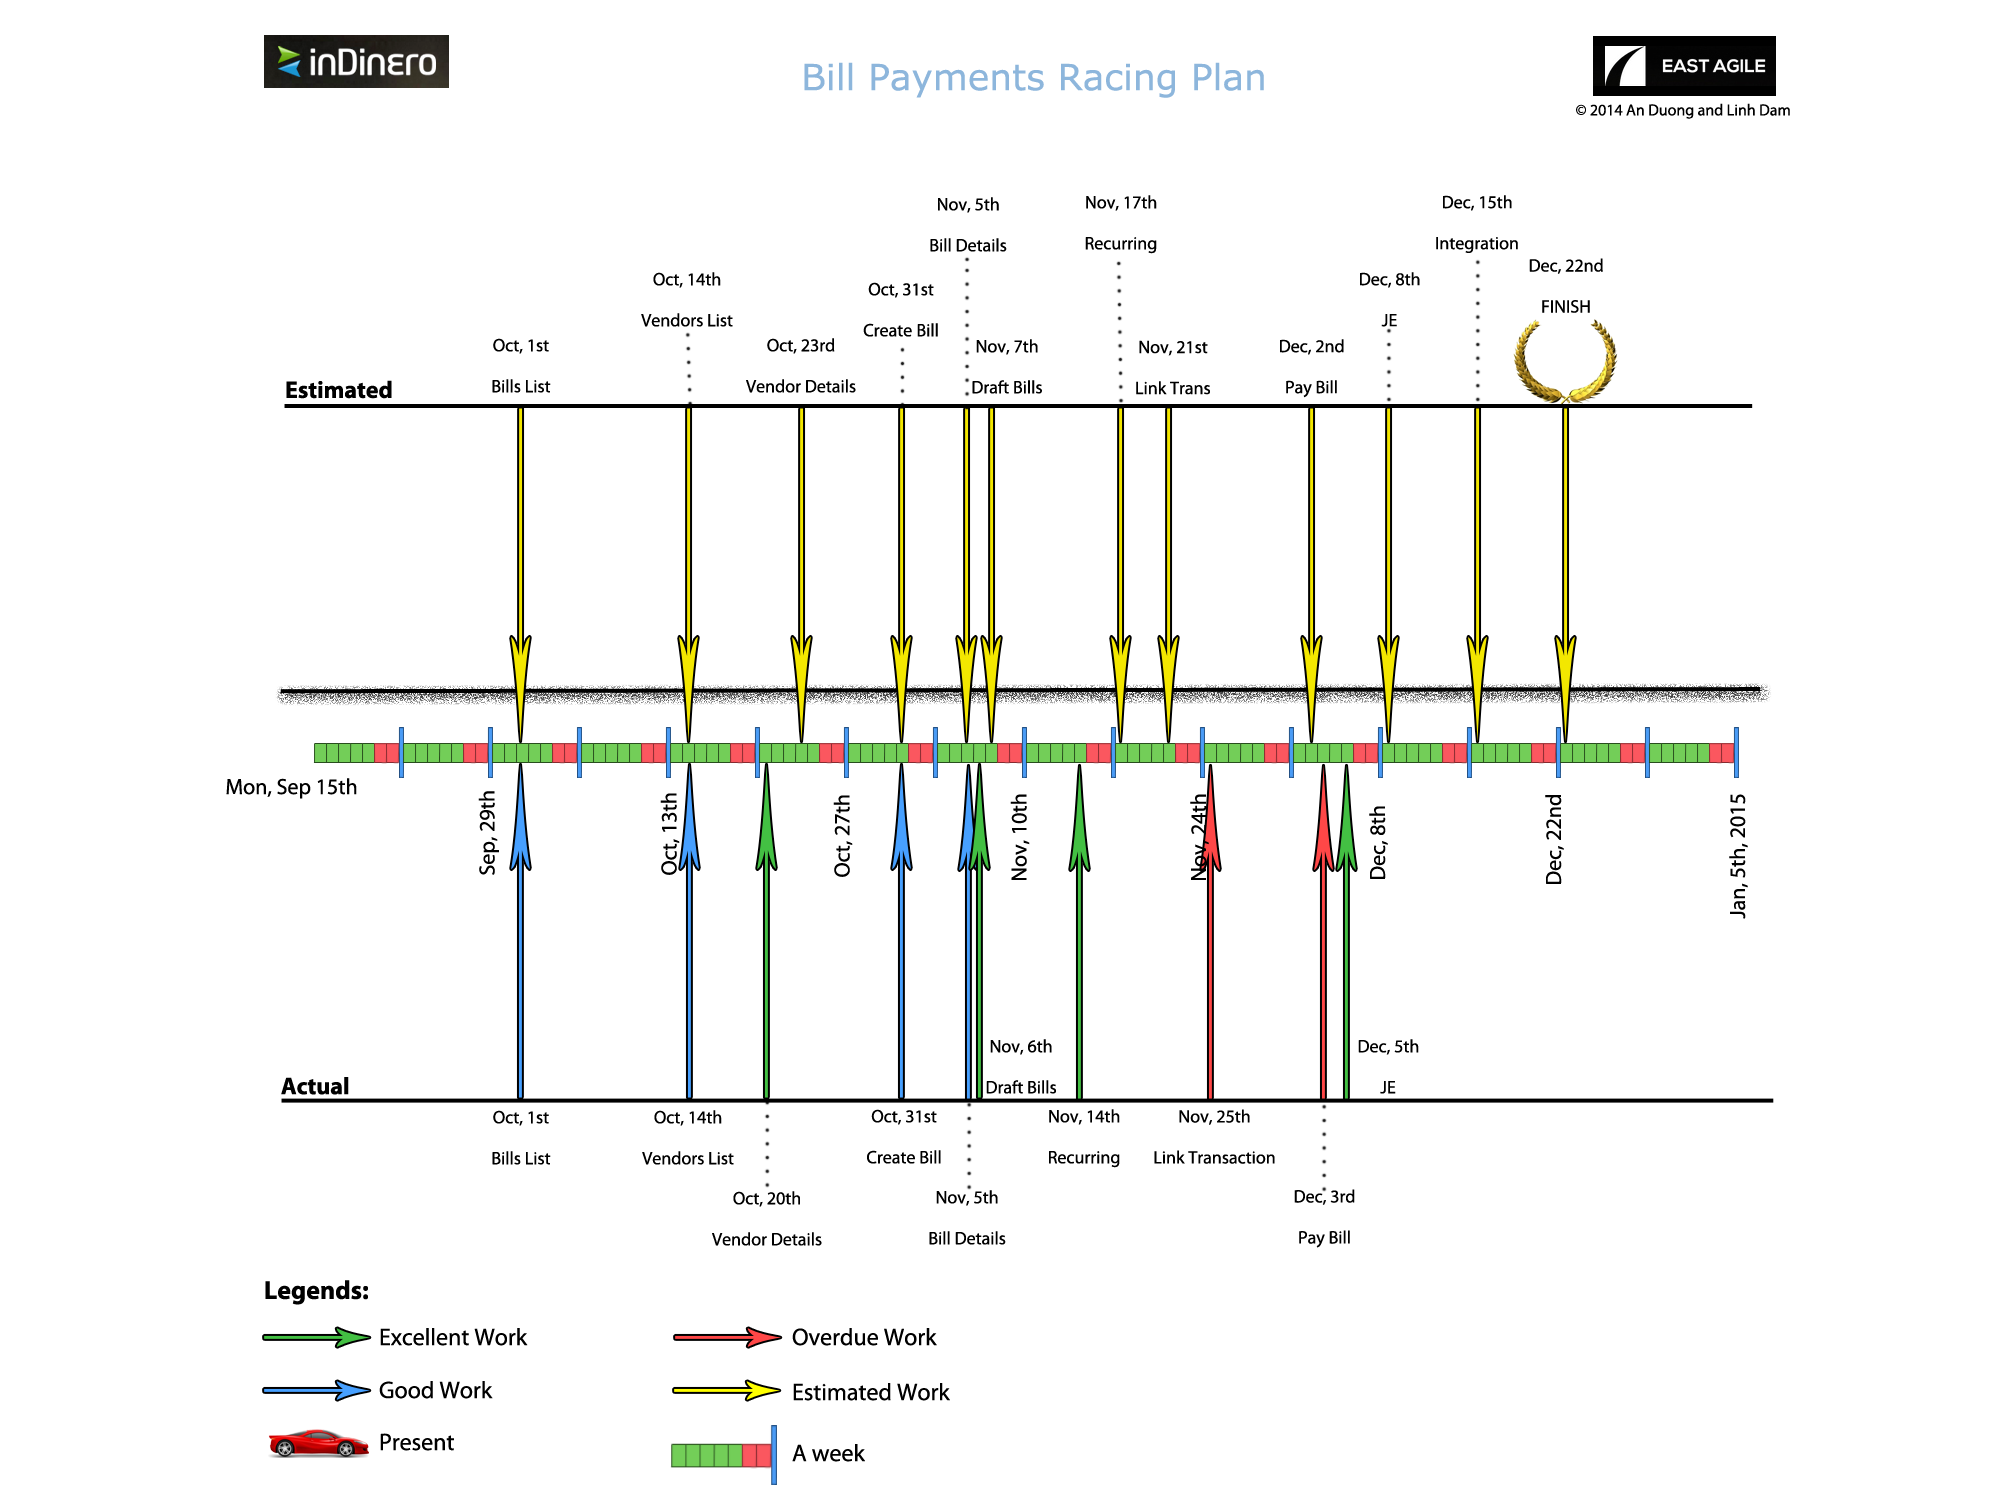 inDinero
Bill Payments Racing Plan
EAST AGILE
© 2014 An Duong and Linh Dam
Nov, 5th
Bill Details
Nov, 17th
Recurring
Dec, 15th
Integration
Dec, 22nd
FINISH
Oct, 14th
Vendors List
Oct, 31st
Create Bill
Dec, 8th
JE
Oct, 1st
Bills List
Oct, 23rd
Vendor Details
Nov, 7th
Draft Bills
Nov, 21st
Link Trans
Dec, 2nd
Pay Bill
Estimated
Mon, Sep 15th
Sep, 29th
Oct, 13th
Oct, 27th
Nov, 10th
Nov, 24th
Dec, 8th
Dec, 22nd
Jan, 5th, 2015
Nov, 6th
Draft Bills
Dec, 5th
JE
Actual
Oct, 1st
Bills List
Oct, 14th
Vendors List
Oct, 31st
Create Bill
Nov, 14th
Recurring
Nov, 25th
Link Transaction
Oct, 20th
Vendor Details
Nov, 5th
Bill Details
Dec, 3rd
Pay Bill
Legends:
Excellent Work
Overdue Work
Good Work
Estimated Work
Present
A week